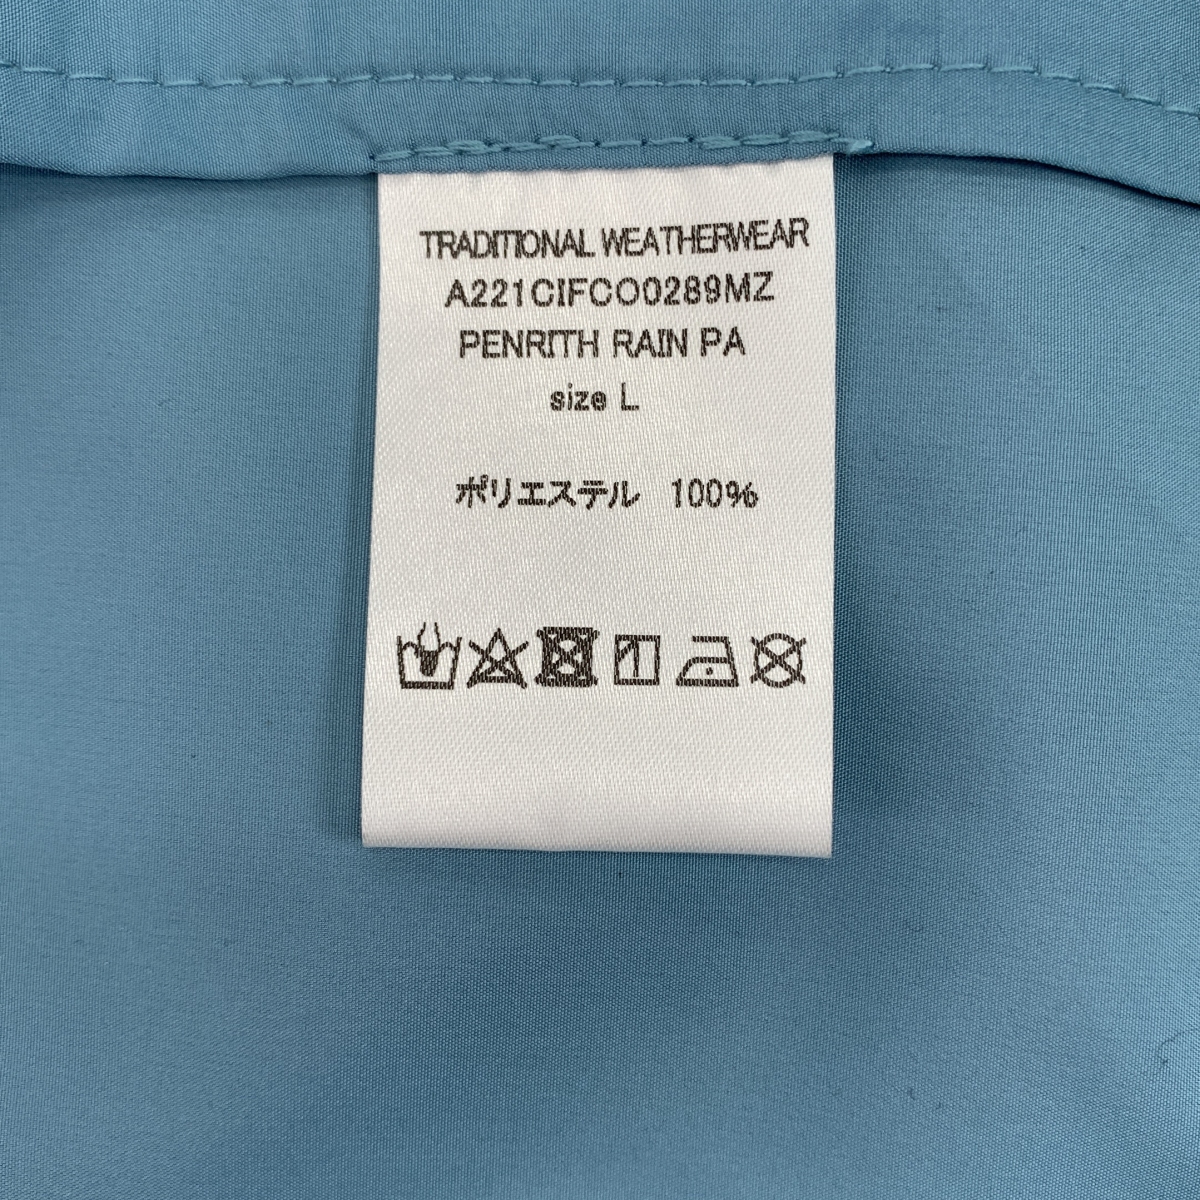 TRADITIONAL WEATHERWEAR
A221CIFCO0289MZ
PENRITH RAIN PA
size L
ポリエステル 100%